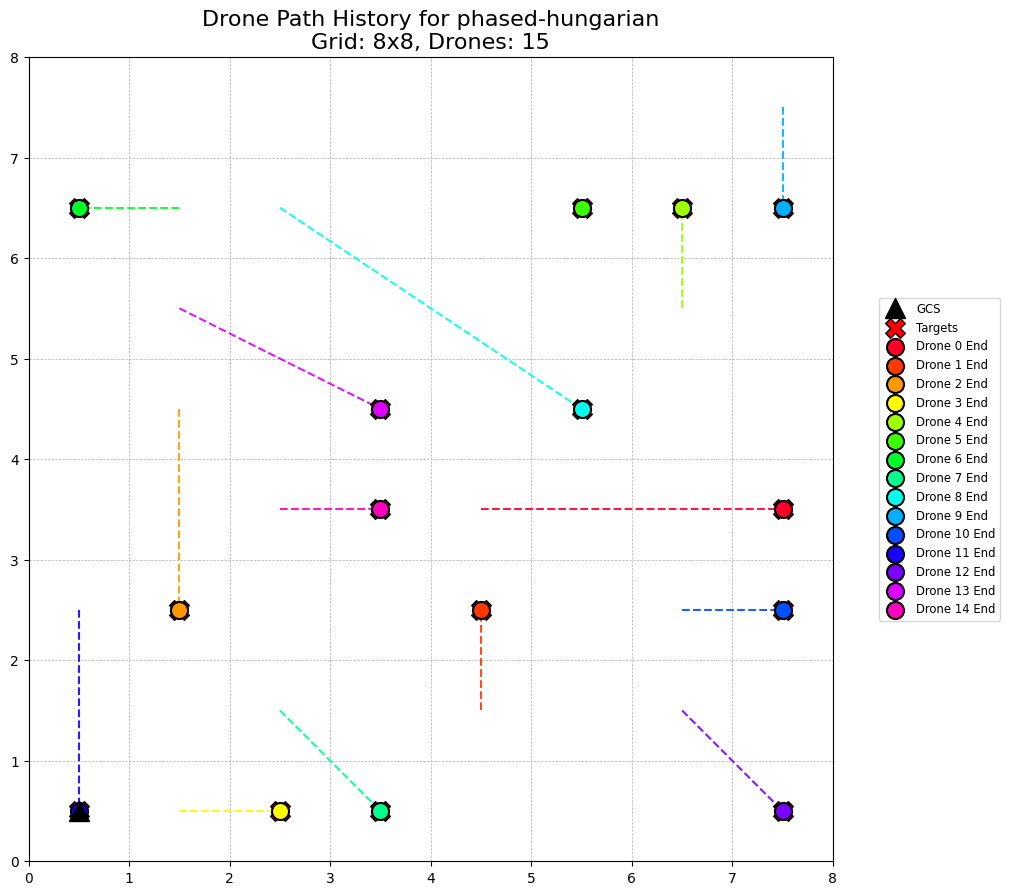 Drone Path History for phased-hungarian
Grid: 8x8, Drones: 15
8
7
6
5
4
3
2
1
0
0 1 2 3 4 5 6 7 8
GCS
Targets
Drone 0 End
Drone 1 End
Drone 2 End
Drone 3 End
Drone 4 End
Drone 5 End
Drone 6 End
Drone 7 End
Drone 8 End
Drone 9 End
Drone 10 End
Drone 11 End
Drone 12 End
Drone 13 End
Drone 14 End